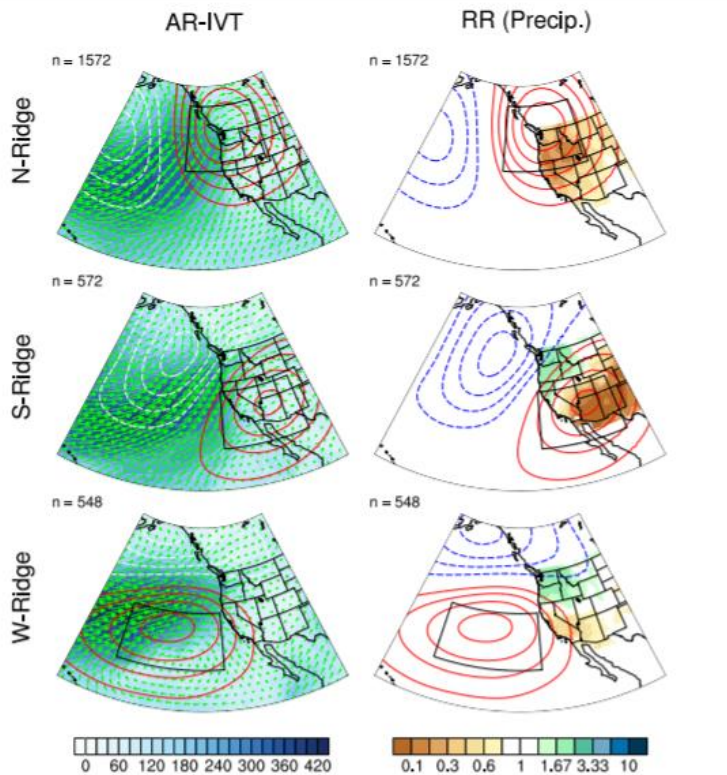 AR-IVT RR (Precip.)
n = 1572 n = 1572
N-Ridge
n = 572 n = 572
S-Ridge
n = 548 n = 548
W-Ridge
0 60 120 180 240 300 360 420 0.1 0.3 0.6 1 1.67 3.33 10